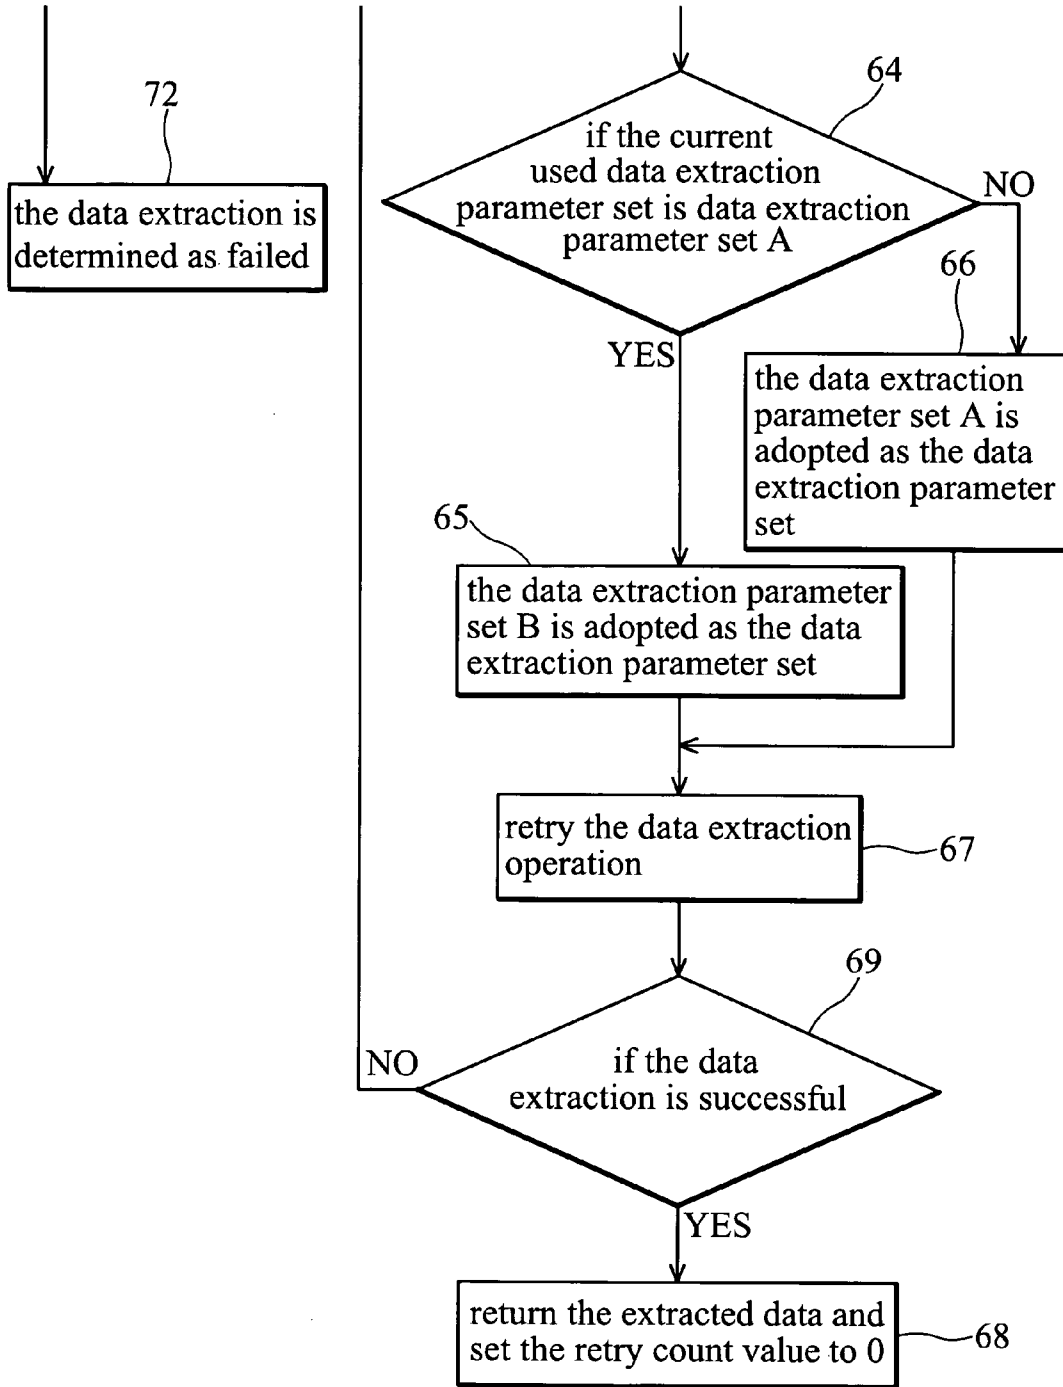 72
the data extraction is
determined as failed
64
if the current
used data extraction
parameter set is data extraction
parameter set A
NO
YES
66
the data extraction
parameter set A is
adopted as the data
extraction parameter
set
65
the data extraction parameter
set B is adopted as the data
extraction parameter set
retry the data extraction
operation
67
69
if the data
extraction is successful
NO
YES
return the extracted data and
set the retry count value to 0
68